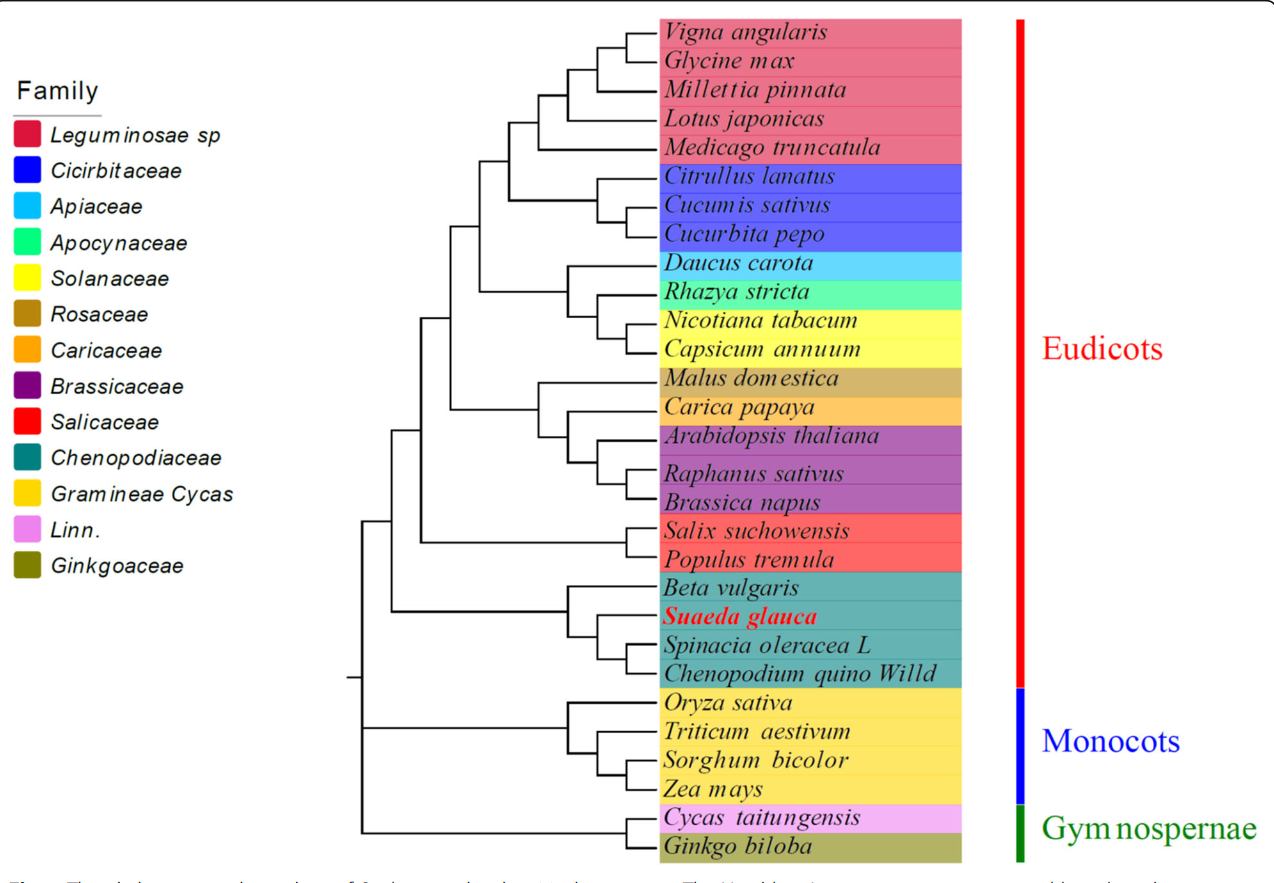 Family
Leguminosae sp
Cicirbitaceae
Apiaceae
Apocynaceae
Solanaceae
Rosaceae
Caricaceae
Brassicaceae
Salicaceae
Chenopodiaceae
Gramineae Cycas
Linn.
Ginkgoaceae
Vigna angularis
Glycine max
Millettia pinnata
Lotus japonicas
Medicago truncatula
Citrullus lanatus
Cucumis sativus
Cucurbita pepo
Daucus carota
Rhazya stricta
Nicotiana tabacum
Capsicum annuum
Malus domestica
Carica papaya
Arabidopsis thaliana
Raphanus sativus
Brassica napus
Salix suchowensis
Populus tremula
Beta vulgaris
Suaeda glauca
Spinacia oleracea L
Chenopodium quino Willd
Oryza sativa
Triticum aestivum
Sorghum bicolor
Zea mays
Cycas taitungensis
Ginkgo biloba
Eudicots
Monocots
Gymnospernae